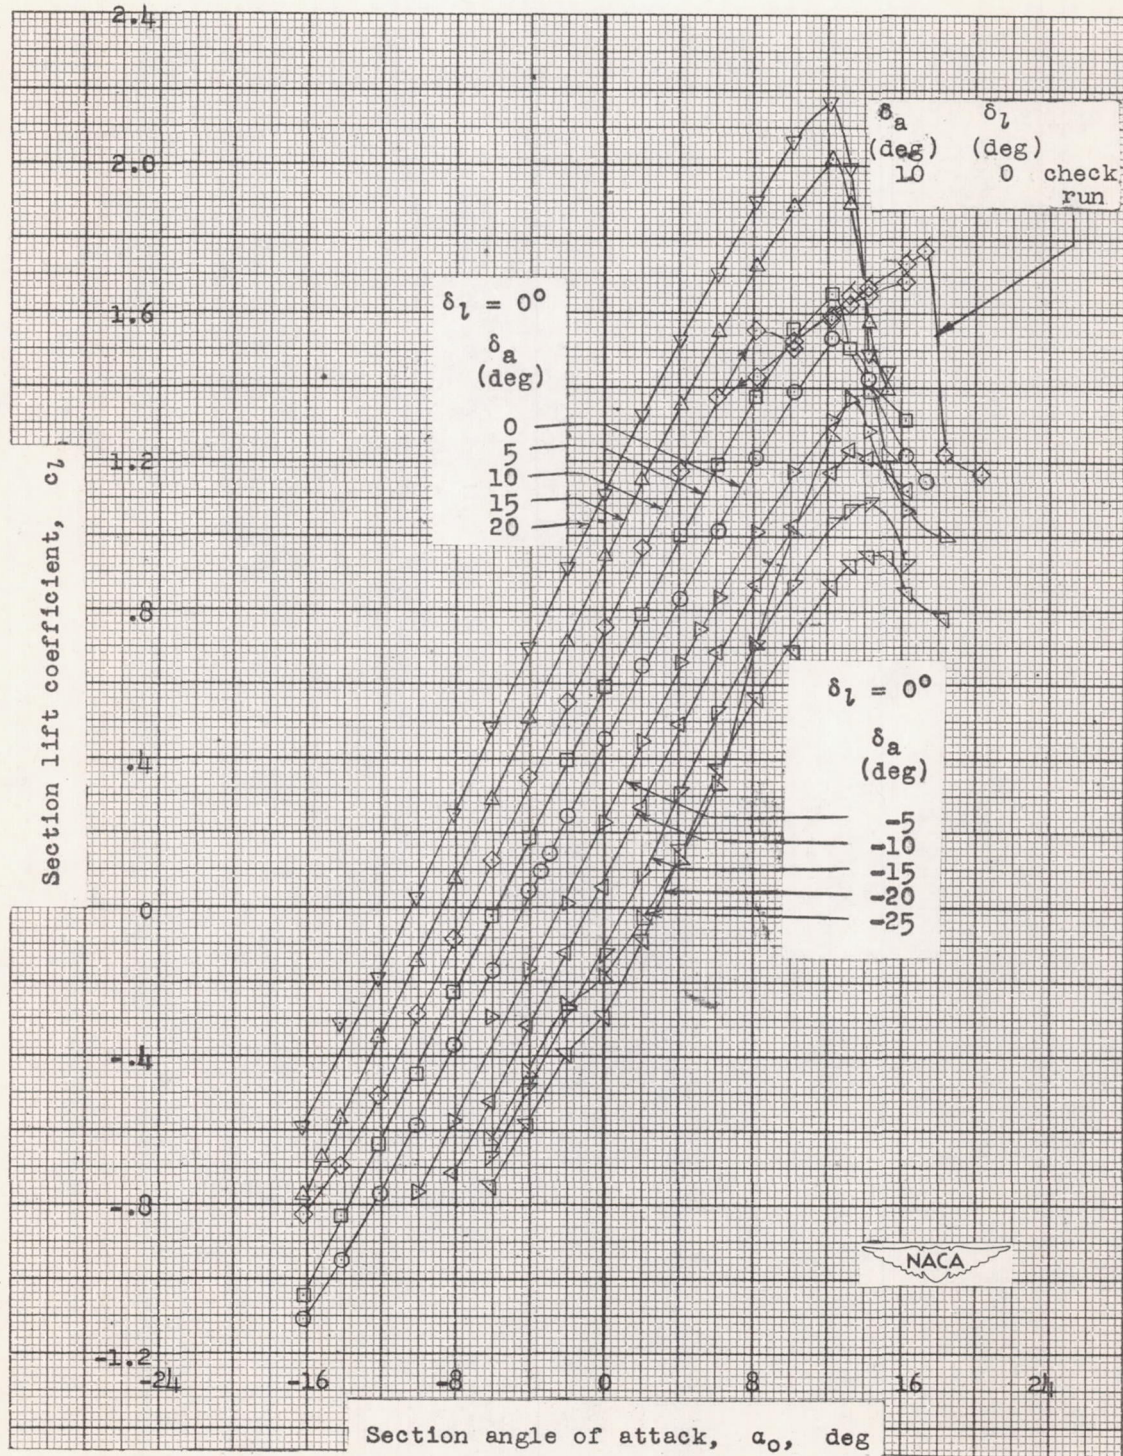 2.4
2.0
1.6
1.2
.8
.4
0
-.4
-.8
-1.2
Section lift coefficient, cl
-24 -16 -8 0 8 16 24
Section angle of attack, α₀, deg
δa δl
(deg) (deg)
10 0 check
run
δl = 0°
δa
(deg)
0
5
10
15
20
δl = 0°
δa
(deg)
-5
-10
-15
-20
-25
NACA